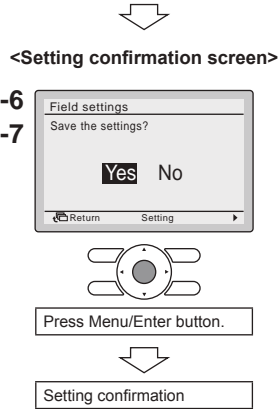 <Setting confirmation screen>
-6
Field settings
-7
Save the settings?
Yes No
Return Setting
Press Menu/Enter button.
Setting confirmation